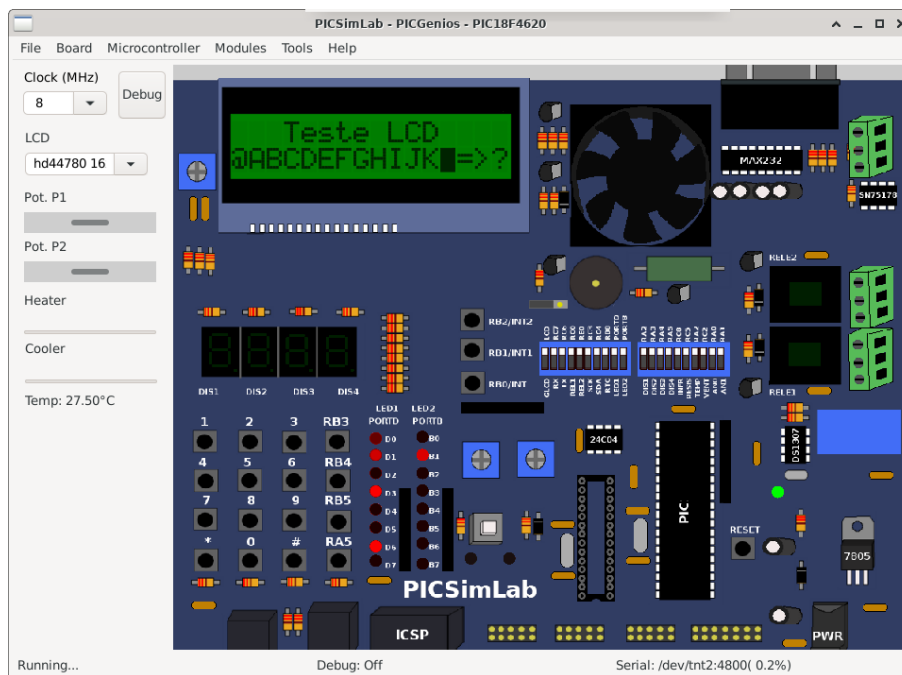 PICSimLab - PICGenios - PIC18F4620
File Board Microcontroller Modules Tools Help
Clock (MHz)
8
Debug
LCD
hd44780 16
Pot. P1
Pot. P2
Heater
Cooler
Temp: 27.50°C
Teste LCD
@ABCDEFGHIJK█=>?
MAX232
SN75176
RELE2
RELE1
RB2/INT2
RB1/INT1
RB0/INT
DIS1 DIS2 DIS3 DIS4
LED1 LED2
PORTD PORTB
1 2 3 RB3
4 5 6 RB4
7 8 9 RB5
* 0 # RA5
D0 B0
D1 B1
D2 B2
D3 B3
D4 B4
D5 B5
D6 B6
D7 B7
24C04
DS1307
PIC
RESET
7805
PICSimLab
ICSP
PWR
Running...
Debug: Off
Serial: /dev/tnt2:4800( 0.2%)